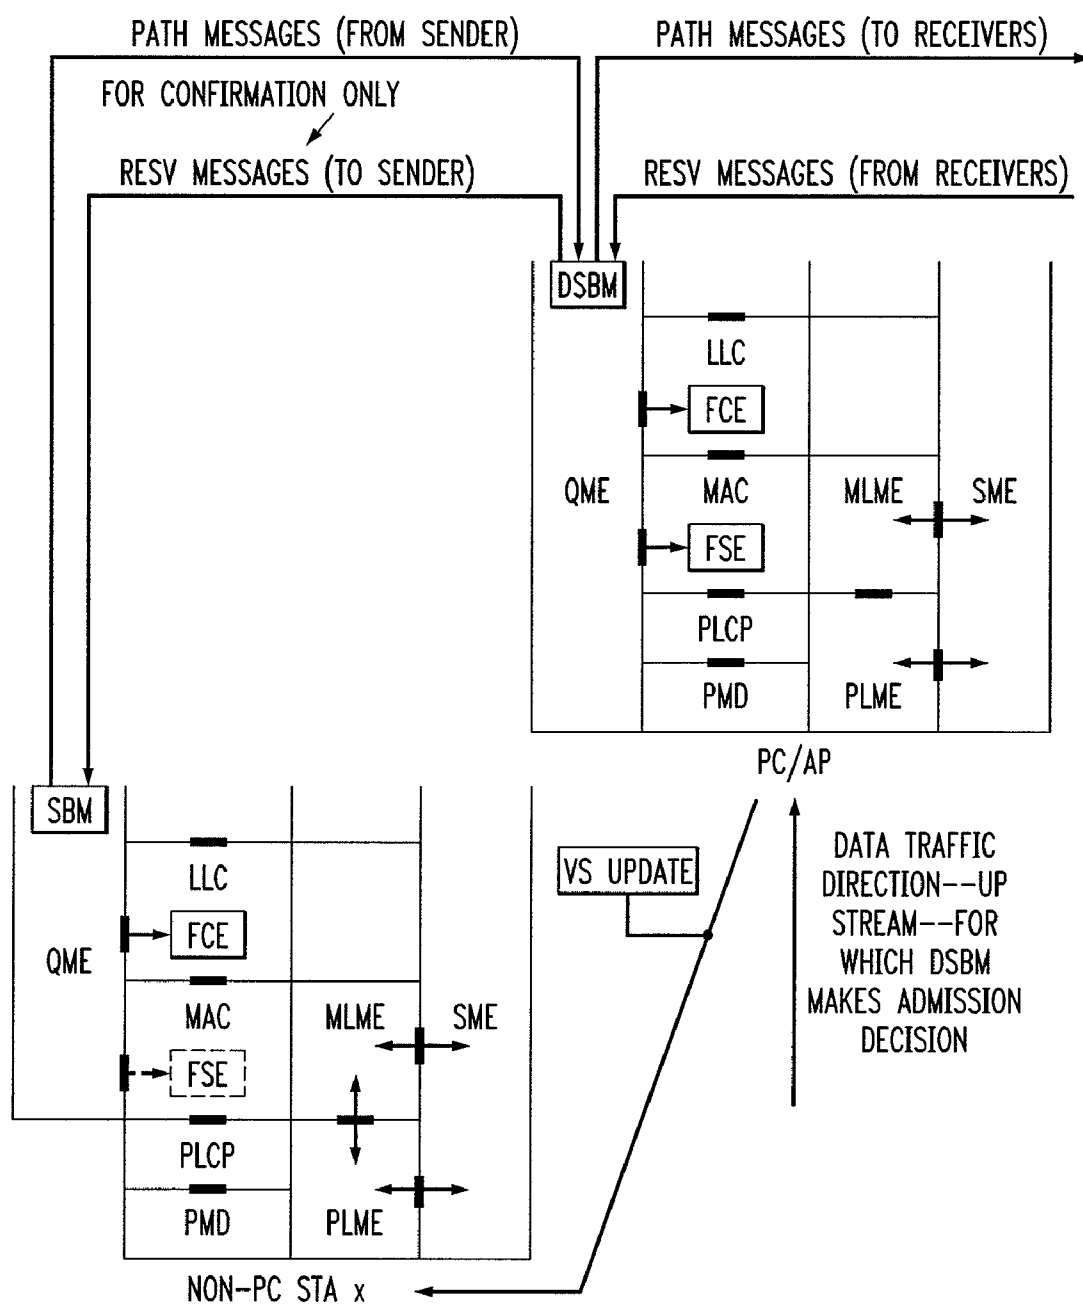 PATH MESSAGES (FROM SENDER)
PATH MESSAGES (TO RECEIVERS)
FOR CONFIRMATION ONLY
RESV MESSAGES (TO SENDER)
RESV MESSAGES (FROM RECEIVERS)
DSBM
LLC
FCE
QME
MAC
MLME
SME
FSE
PLCP
PMD
PLME
PC/AP
SBM
LLC
FCE
QME
MAC
MLME
SME
FSE
PLCP
PMD
PLME
NON-PC STA x
VS UPDATE
DATA TRAFFIC
DIRECTION--UP
STREAM--FOR
WHICH DSBM
MAKES ADMISSION
DECISION